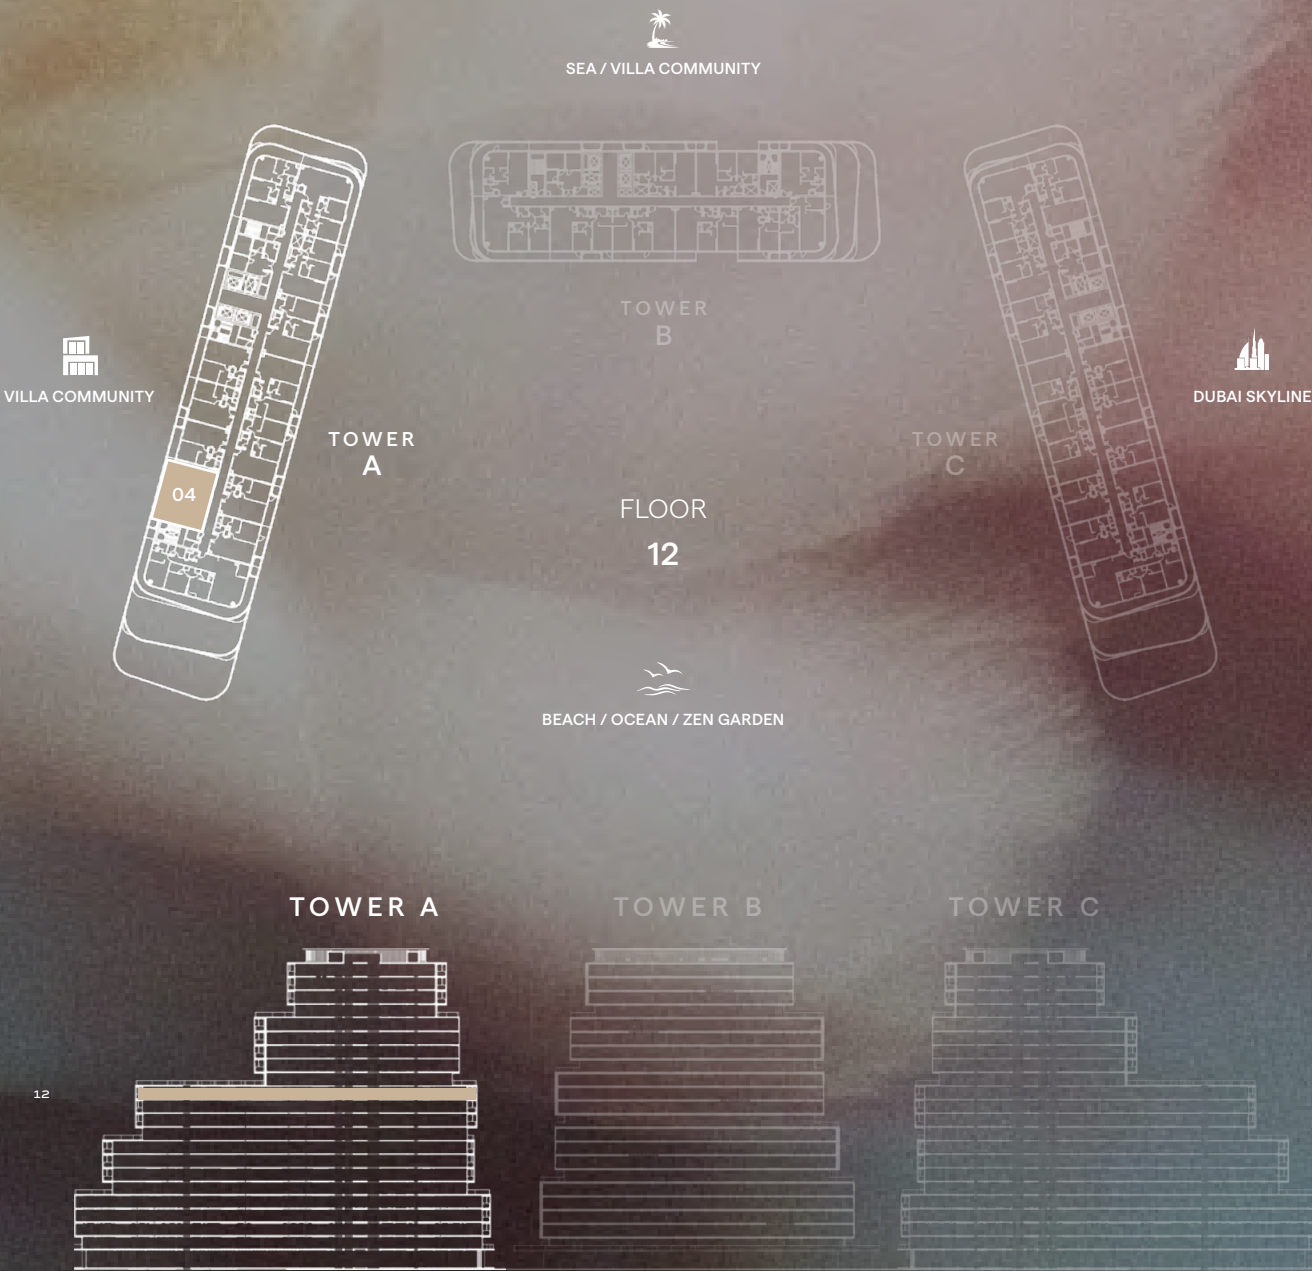 SEA / VILLA COMMUNITY
TOWER
B
VILLA COMMUNITY
DUBAI SKYLINE
TOWER
A
TOWER
C
04
FLOOR
12
BEACH / OCEAN / ZEN GARDEN
TOWER A
TOWER B
TOWER C
12